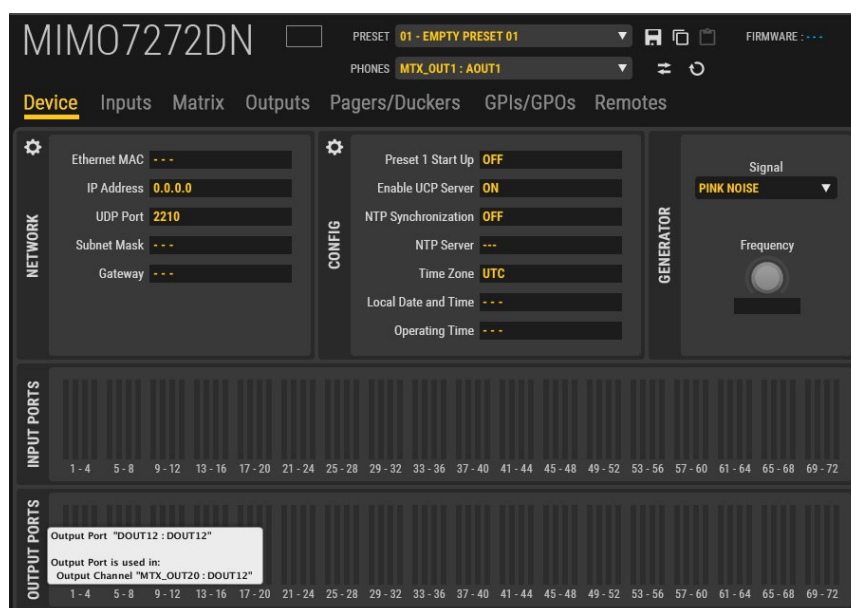 MIMO7272DN
PRESET 01 - EMPTY PRESET 01
FIRMWARE : - - -
PHONES MTX_OUT1 : AOUT1
Device Inputs Matrix Outputs Pagers/Duckers GPIs/GPOs Remotes
NETWORK
Ethernet MAC - - -
IP Address 0.0.0.0
UDP Port 2210
Subnet Mask - - -
Gateway - - -
CONFIG
Preset 1 Start Up OFF
Enable UCP Server ON
NTP Synchronization OFF
NTP Server ---
Time Zone UTC
Local Date and Time - - -
Operating Time - - -
GENERATOR
Signal
PINK NOISE
Frequency
INPUT PORTS
1 - 4 5 - 8 9 - 12 13 - 16 17 - 20 21 - 24 25 - 28 29 - 32 33 - 36 37 - 40 41 - 44 45 - 48 49 - 52 53 - 56 57 - 60 61 - 64 65 - 68 69 - 72
OUTPUT PORTS
Output Port "DOUT12 : DOUT12"
Output Port is used in:
Output Channel "MTX_OUT20 : DOUT12"
1 - 4 5 - 8 9 - 12 13 - 16 17 - 20 21 - 24 25 - 28 29 - 32 33 - 36 37 - 40 41 - 44 45 - 48 49 - 52 53 - 56 57 - 60 61 - 64 65 - 68 69 - 72